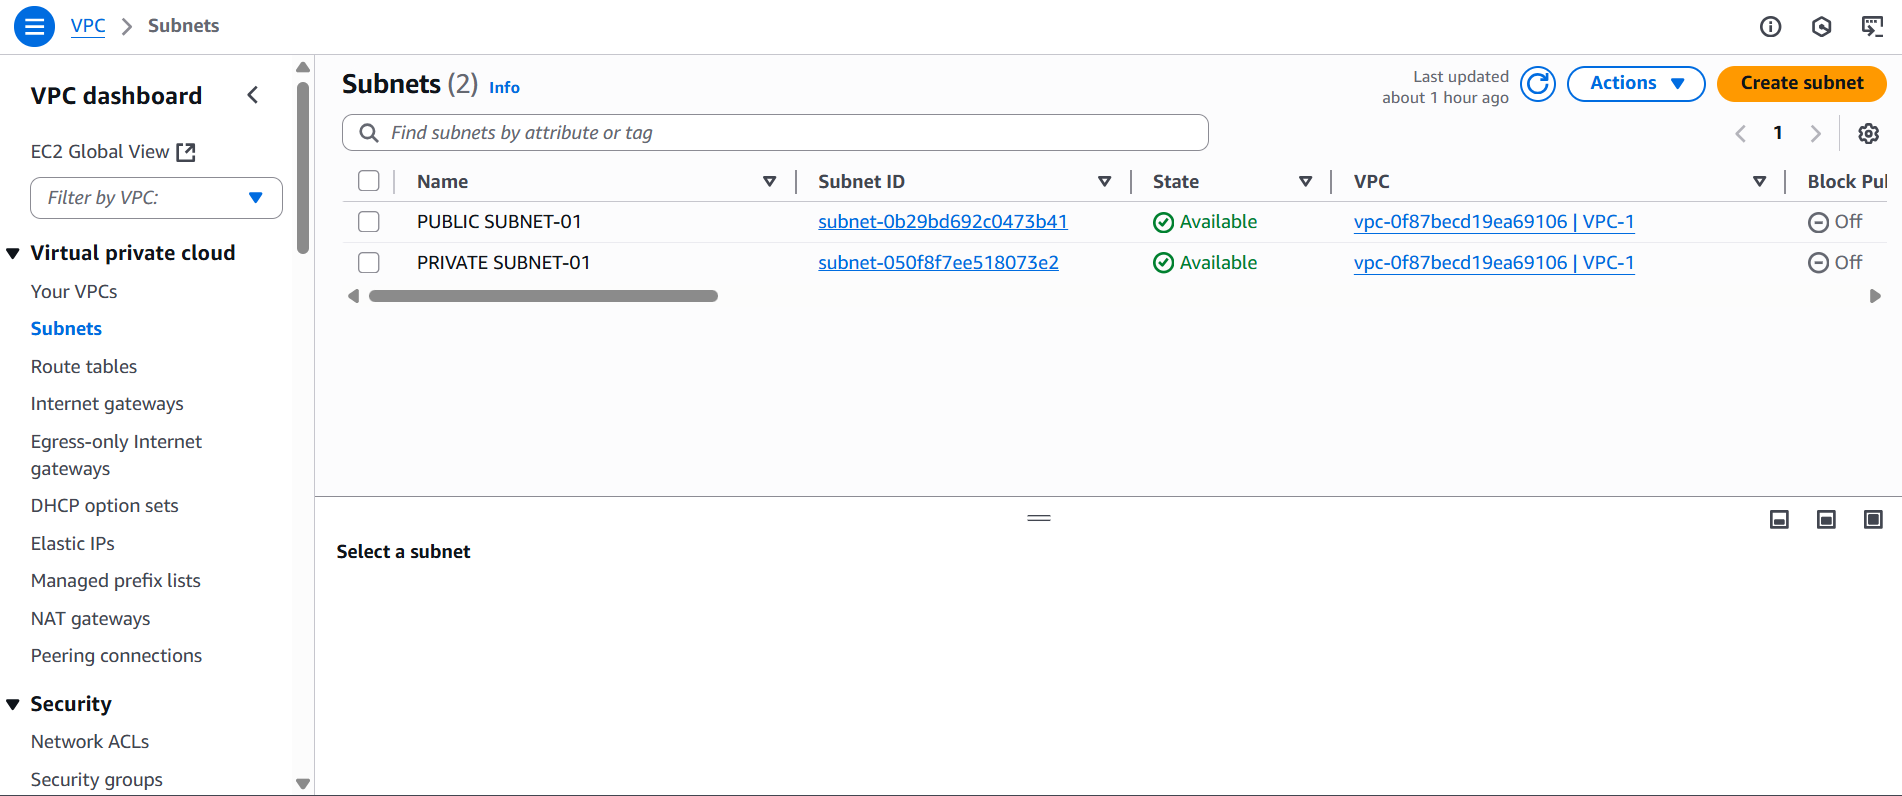 VPC > Subnets
VPC dashboard
EC2 Global View
Filter by VPC:
Virtual private cloud
Your VPCs
Subnets
Route tables
Internet gateways
Egress-only Internet
gateways
DHCP option sets
Elastic IPs
Managed prefix lists
NAT gateways
Peering connections
Security
Network ACLs
Security groups
Subnets (2) Info
Last updated
about 1 hour ago
Actions
Create subnet
Find subnets by attribute or tag
1
Name Subnet ID State VPC Block Pul
PUBLIC SUBNET-01 subnet-0b29bd692c0473b41 Available vpc-0f87becd19ea69106 | VPC-1 Off
PRIVATE SUBNET-01 subnet-050f8f7ee518073e2 Available vpc-0f87becd19ea69106 | VPC-1 Off
Select a subnet